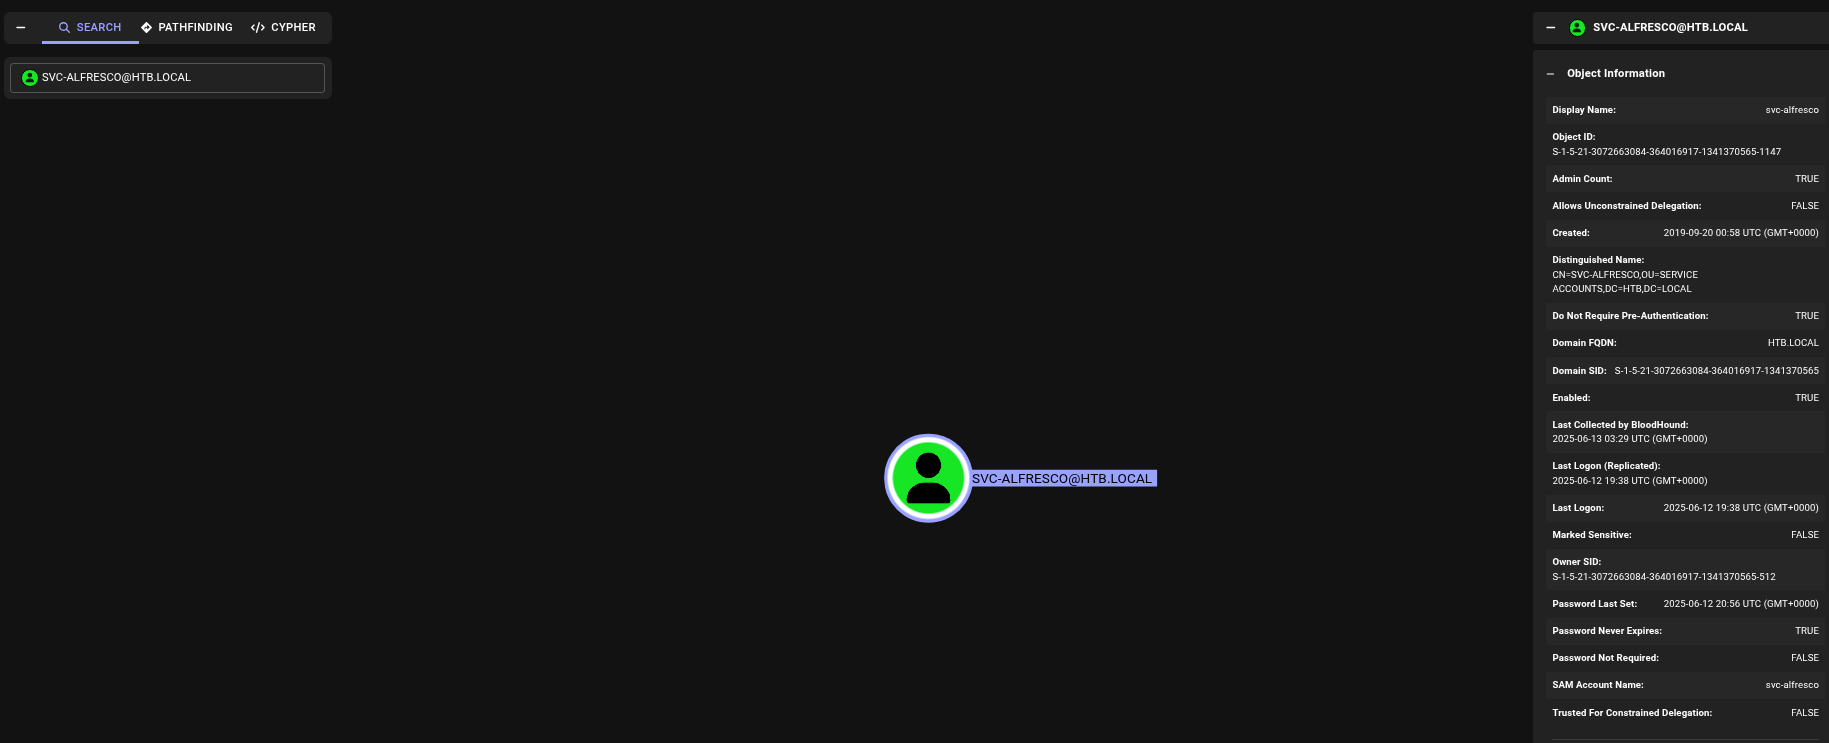 SEARCH PATHFINDING CYPHER
SVC-ALFRESCO@HTB.LOCAL
SVC-ALFRESCO@HTB.LOCAL
SVC-ALFRESCO@HTB.LOCAL
Object Information
Display Name: svc-alfresco
Object ID:
S-1-5-21-3072663084-364016917-1341370565-1147
Admin Count: TRUE
Allows Unconstrained Delegation: FALSE
Created: 2019-09-20 00:58 UTC (GMT+0000)
Distinguished Name:
CN=SVC-ALFRESCO,OU=SERVICE
ACCOUNTS,DC=HTB,DC=LOCAL
Do Not Require Pre-Authentication: TRUE
Domain FQDN: HTB.LOCAL
Domain SID: S-1-5-21-3072663084-364016917-1341370565
Enabled: TRUE
Last Collected by BloodHound:
2025-06-13 03:29 UTC (GMT+0000)
Last Logon (Replicated):
2025-06-12 19:38 UTC (GMT+0000)
Last Logon: 2025-06-12 19:38 UTC (GMT+0000)
Marked Sensitive: FALSE
Owner SID:
S-1-5-21-3072663084-364016917-1341370565-512
Password Last Set: 2025-06-12 20:56 UTC (GMT+0000)
Password Never Expires: TRUE
Password Not Required: FALSE
SAM Account Name: svc-alfresco
Trusted For Constrained Delegation: FALSE